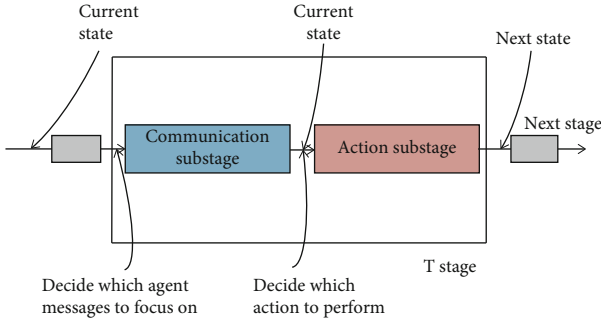 Current
state
Current
state
Next state
Communication
substage
Action substage
Next stage
T stage
Decide which agent
messages to focus on
Decide which
action to perform